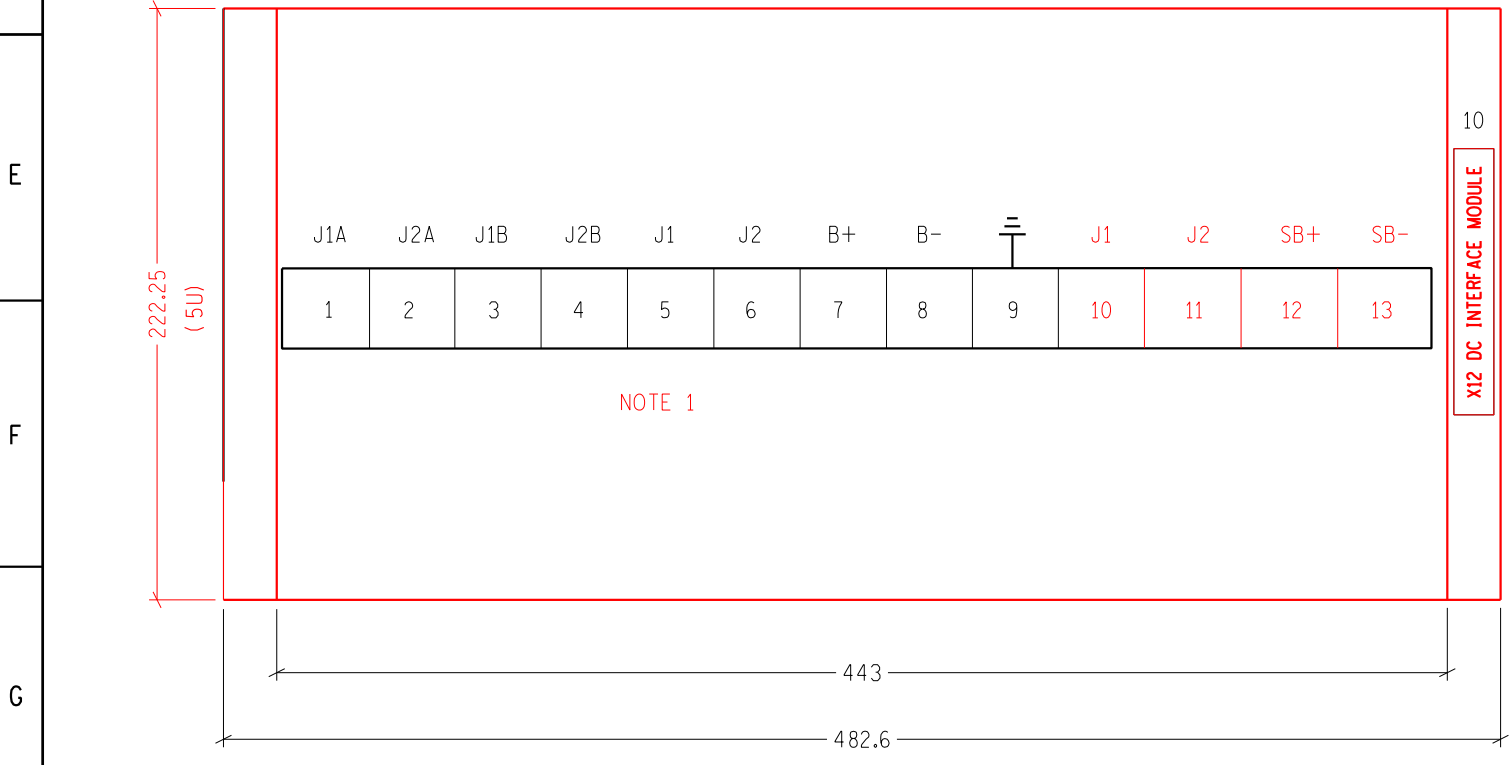 10
E
X12 DC INTERFACE MODULE
J1A J2A J1B J2B J1 J2 B+ B- J1 J2 SB+ SB-
222.25
(5U)
1 2 3 4 5 6 7 8 9 10 11 12 13
NOTE 1
F
443
G
482.6